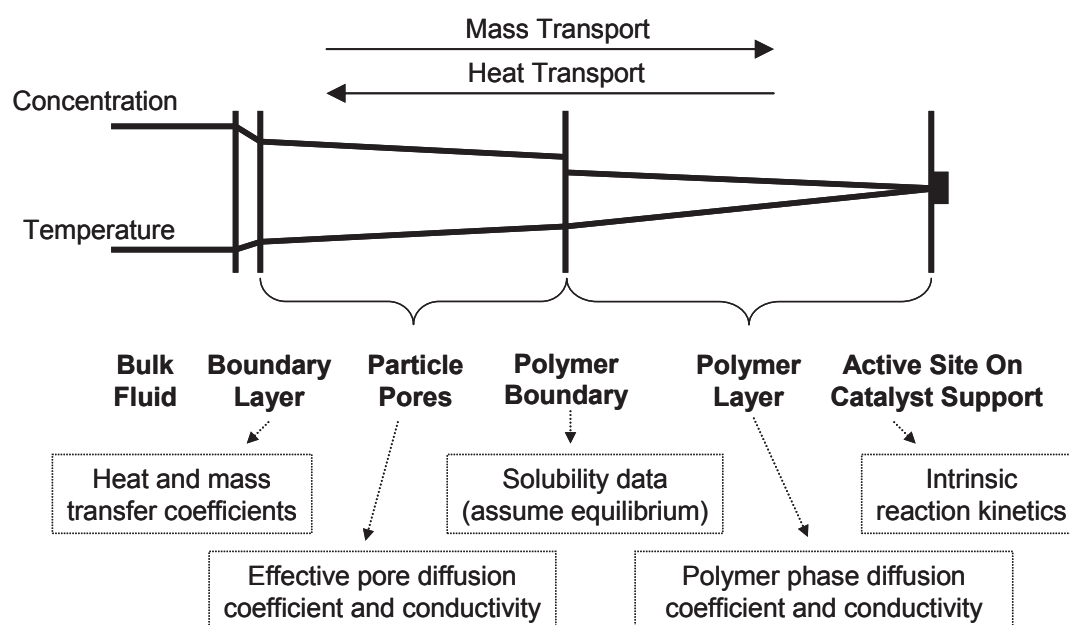 Mass Transport
Heat Transport
Concentration
Temperature
Bulk
Fluid
Boundary
Layer
Particle
Pores
Polymer
Boundary
Polymer
Layer
Active Site On
Catalyst Support
Heat and mass
transfer coefficients
Solubility data
(assume equilibrium)
Intrinsic
reaction kinetics
Effective pore diffusion
coefficient and conductivity
Polymer phase diffusion
coefficient and conductivity